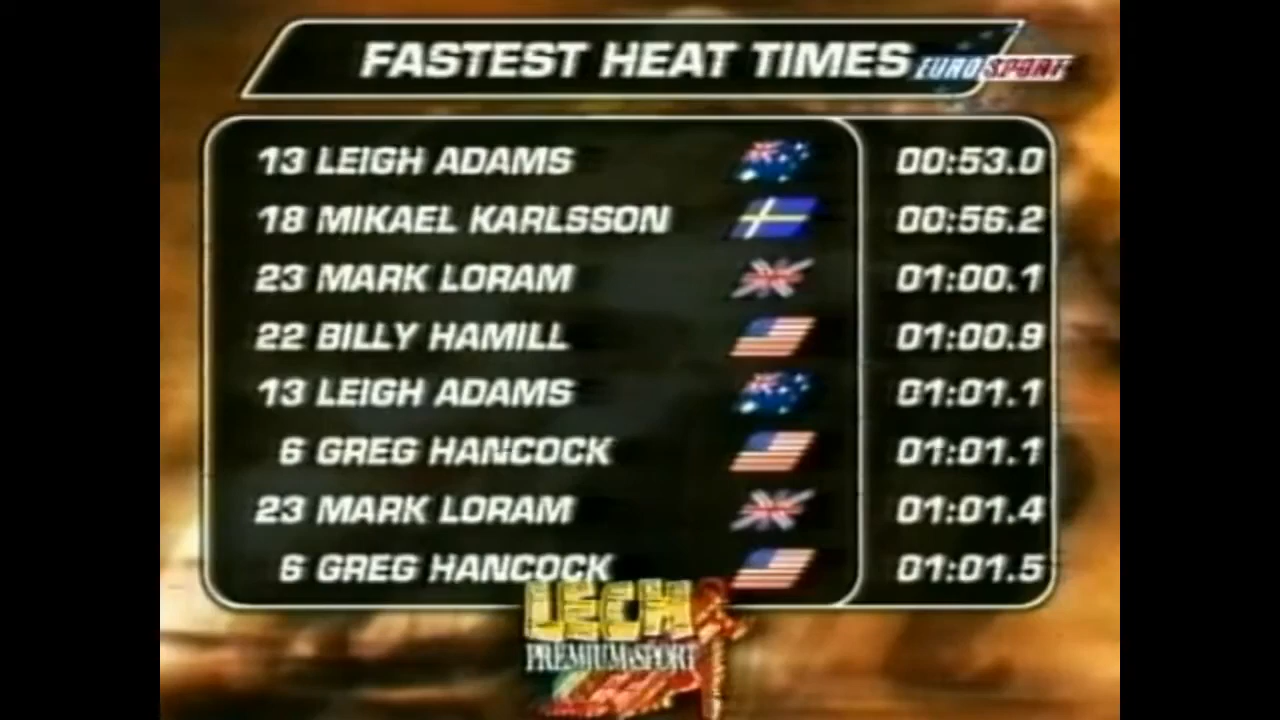 FASTEST HEAT TIMES EUROSPORT
13 LEIGH ADAMS 00:53.0
18 MIKAEL KARLSSON 00:56.2
23 MARK LORAM 01:00.1
22 BILLY HAMILL 01:00.9
13 LEIGH ADAMS 01:01.1
6 GREG HANCOCK 01:01.1
23 MARK LORAM 01:01.4
6 GREG HANCOCK 01:01.5
LECH
PREMIUM SPORT